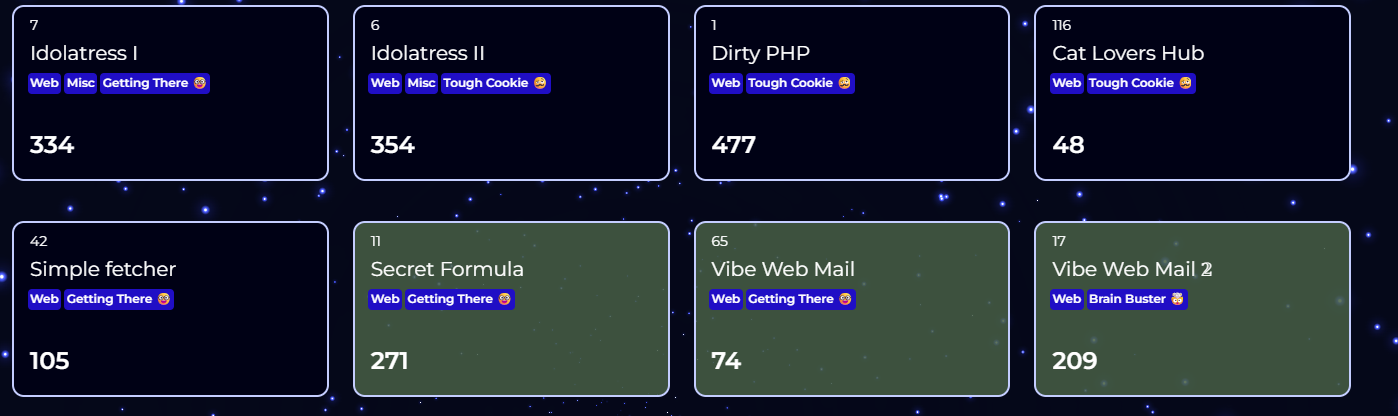 7
Idolatress I
Web Misc Getting There
334
6
Idolatress II
Web Misc Tough Cookie
354
1
Dirty PHP
Web Tough Cookie
477
116
Cat Lovers Hub
Web Tough Cookie
48
42
Simple fetcher
Web Getting There
105
11
Secret Formula
Web Getting There
271
65
Vibe Web Mail
Web Getting There
74
17
Vibe Web Mail
Web Brain Buster
209